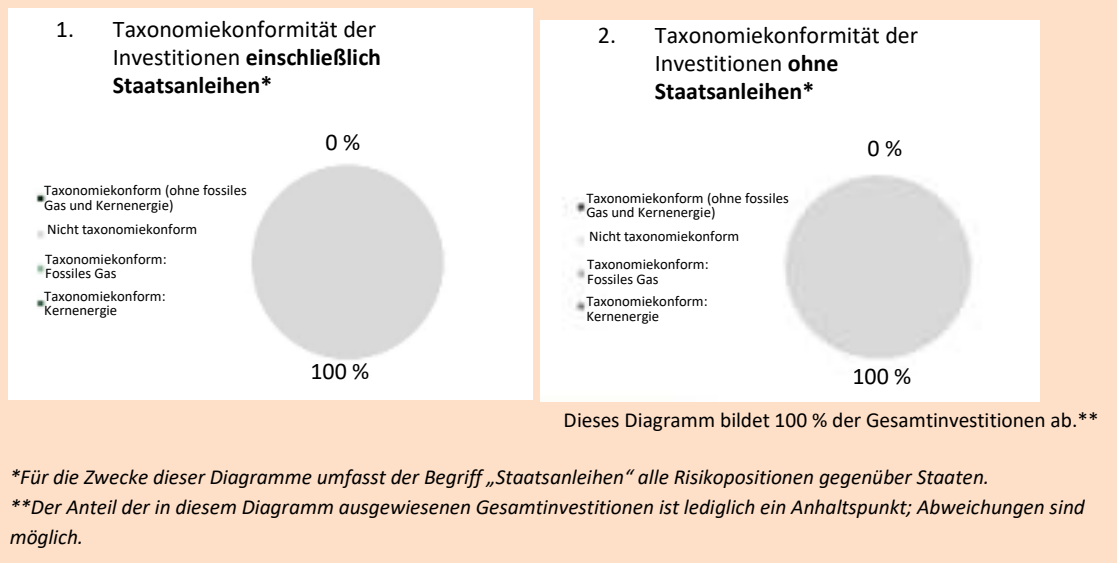 1. Taxonomiekonformität der
Investitionen einschließlich
Staatsanleihen*
0 %
Taxonomiekonform (ohne fossiles
Gas und Kernenergie)
Nicht taxonomiekonform
Taxonomiekonform:
Fossiles Gas
Taxonomiekonform:
Kernenergie
100 %
2. Taxonomiekonformität der
Investitionen ohne
Staatsanleihen*
0 %
Taxonomiekonform (ohne fossiles
Gas und Kernenergie)
Nicht taxonomiekonform
Taxonomiekonform:
Fossiles Gas
Taxonomiekonform:
Kernenergie
100 %
Dieses Diagramm bildet 100 % der Gesamtinvestitionen ab.**
*Für die Zwecke dieser Diagramme umfasst der Begriff „Staatsanleihen“ alle Risikopositionen gegenüber Staaten.
**Der Anteil der in diesem Diagramm ausgewiesenen Gesamtinvestitionen ist lediglich ein Anhaltspunkt; Abweichungen sind
möglich.